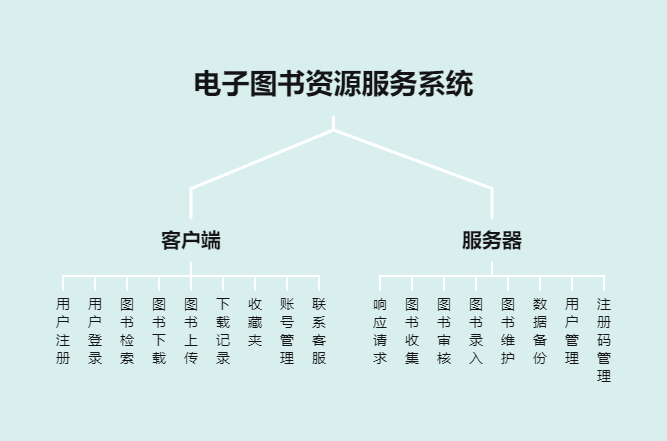 电子图书资源服务系统
客户端
服务器
用户注册
用户登录
图书检索
图书下载
图书上传
下载记录
收藏夹
账号管理
联系客服
响应请求
图书收集
图书审核
图书录入
图书维护
数据备份
用户管理
注册码管理